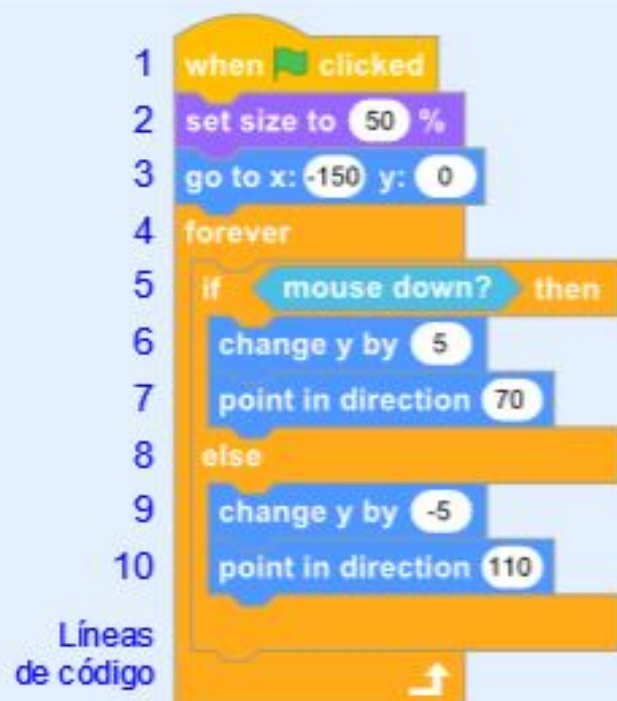 1 when clicked
2 set size to 50 %
3 go to x: -150 y: 0
4 forever
5 if mouse down? then
6 change y by 5
7 point in direction 70
8 else
9 change y by -5
10 point in direction 110
Líneas
de código